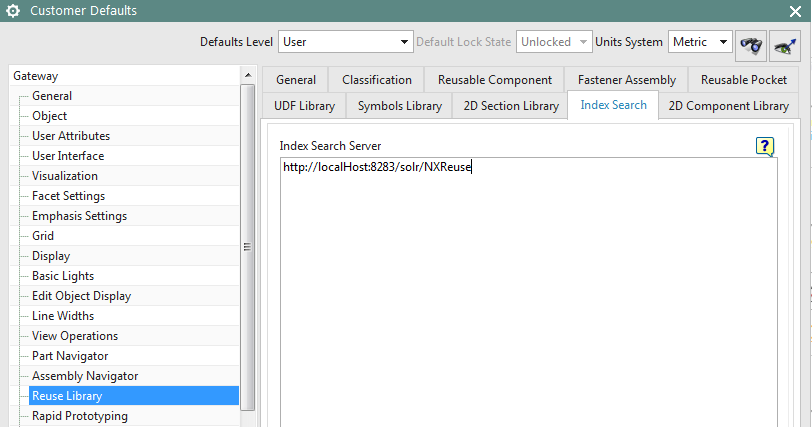 Customer Defaults
Defaults Level User Default Lock State Unlocked Units System Metric
Gateway
General
Object
User Attributes
User Interface
Visualization
Facet Settings
Emphasis Settings
Grid
Display
Basic Lights
Edit Object Display
Line Widths
View Operations
Part Navigator
Assembly Navigator
Reuse Library
Rapid Prototyping
General Classification Reusable Component Fastener Assembly Reusable Pocket
UDF Library Symbols Library 2D Section Library Index Search 2D Component Library
Index Search Server
?
http://localHost:8283/solr/NXReuse